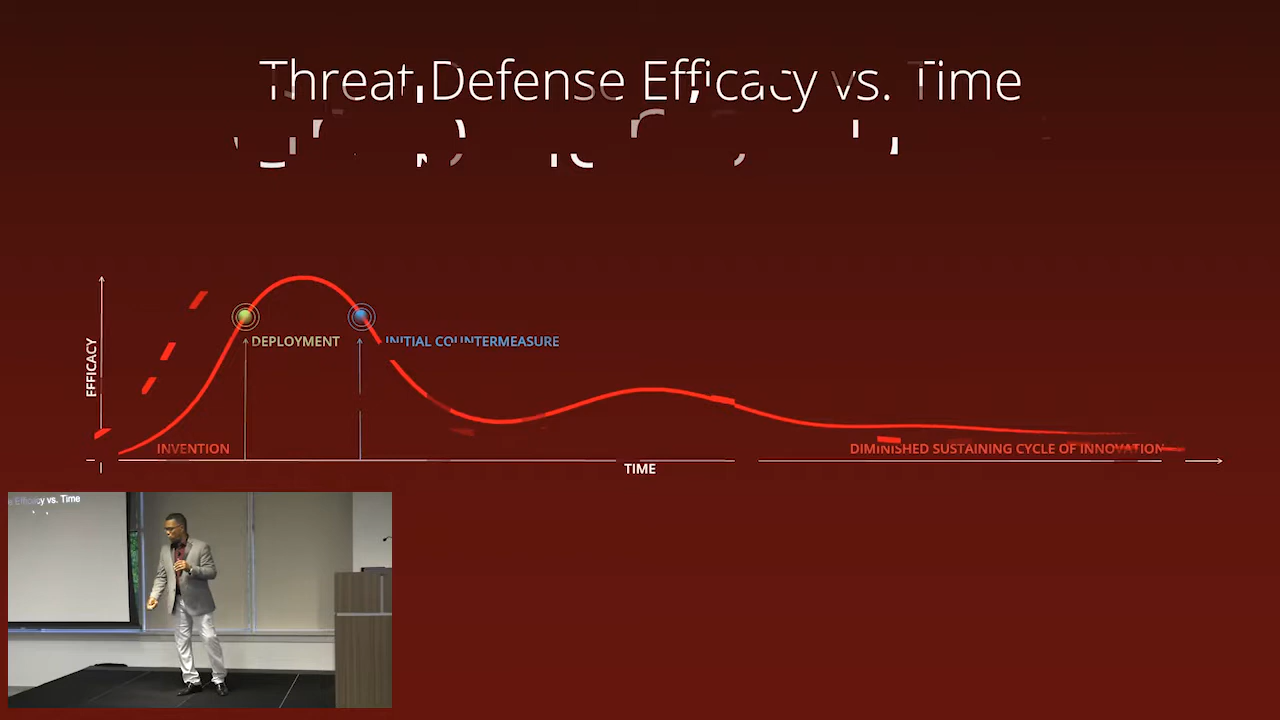 Threat Defense Efficacy vs. Time
EFFICACY
DEPLOYMENT
INITIAL COUNTERMEASURE
INVENTION
DIMINISHED SUSTAINING CYCLE OF INNOVATION
TIME
Efficacy vs. Time